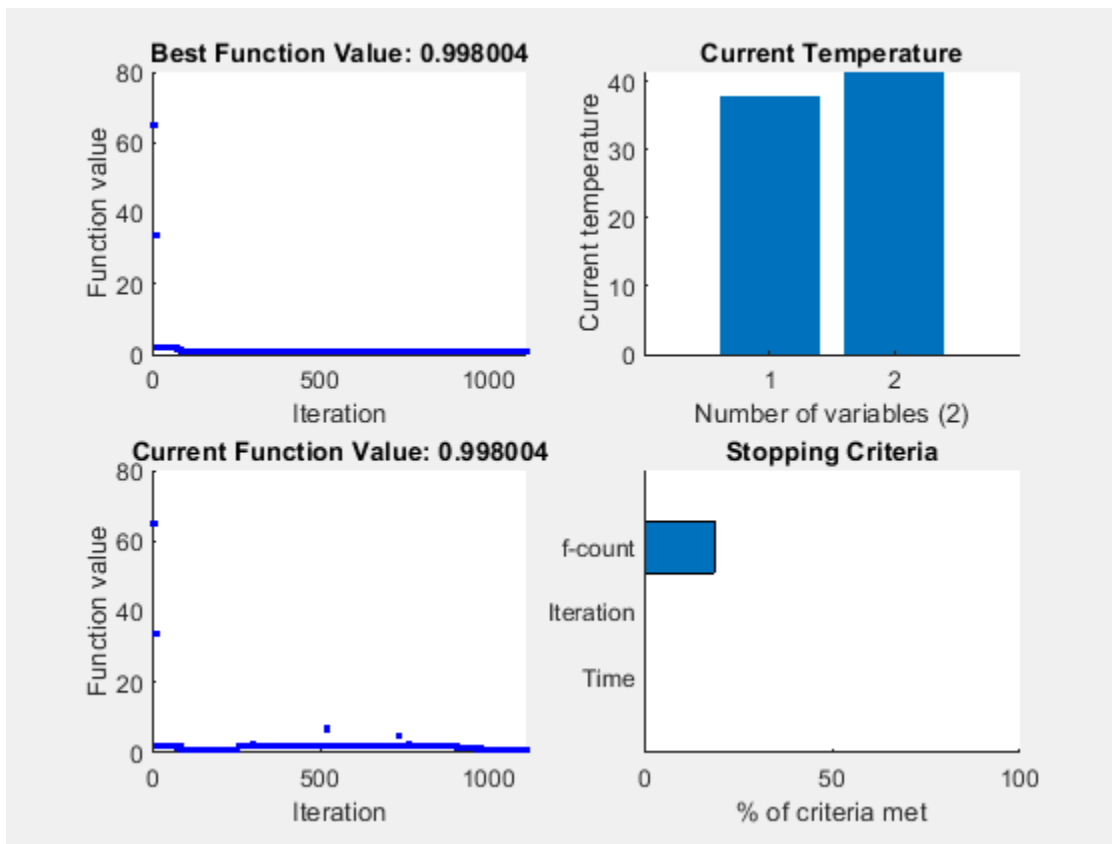 Best Function Value: 0.998004
Function value
80
60
40
20
0
0 500 1000
Iteration
Current Temperature
Current temperature
40
30
20
10
0
1 2
Number of variables (2)
Current Function Value: 0.998004
Function value
80
60
40
20
0
0 500 1000
Iteration
Stopping Criteria
f-count
Iteration
Time
0 50 100
% of criteria met